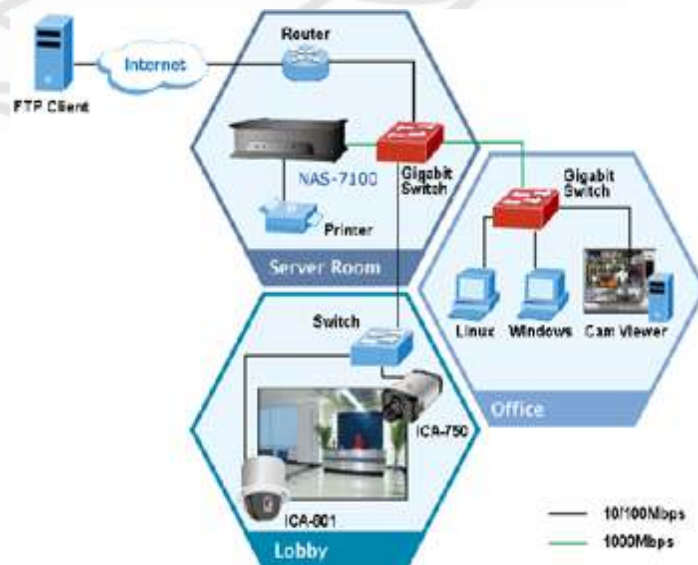 Router
Internet
FTP Client
NAS-7100
Gigabit
Switch
Printer
Server Room
Gigabit
Switch
Linux
Windows
Cam Viewer
Office
Switch
ICA-750
ICA-601
Lobby
10/100Mbps
1000Mbps